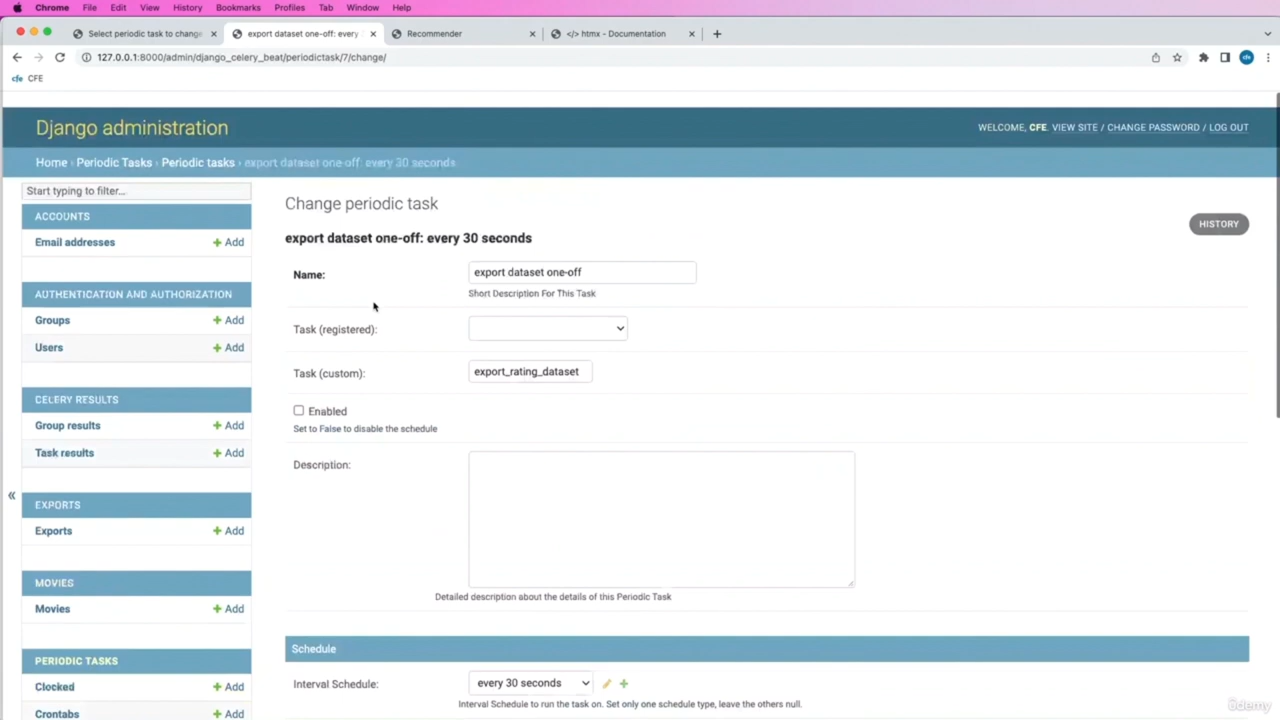 Chrome File Edit View History Bookmarks Profiles Tab Window Help
Select periodic task to change
export dataset one-off: every
Recommender
</> htmx - Documentation
127.0.0.1:8000/admin/django_celery_beat/periodictask/7/change/
cfe CFE
Django administration
WELCOME, CFE. VIEW SITE / CHANGE PASSWORD / LOG OUT
Home › Periodic Tasks › Periodic tasks › export dataset one-off: every 30 seconds
Start typing to filter...
ACCOUNTS
Email addresses + Add
AUTHENTICATION AND AUTHORIZATION
Groups + Add
Users + Add
CELERY RESULTS
Group results + Add
Task results + Add
EXPORTS
Exports + Add
MOVIES
Movies + Add
PERIODIC TASKS
Clocked + Add
Crontabs + Add
«
Change periodic task
HISTORY
export dataset one-off: every 30 seconds
Name: export dataset one-off
Short Description For This Task
Task (registered):
Task (custom): export_rating_dataset
Enabled
Set to False to disable the schedule
Description:
Detailed description about the details of this Periodic Task
Schedule
Interval Schedule: every 30 seconds
Interval Schedule to run the task on. Set only one schedule type, leave the others null.
ûdemy